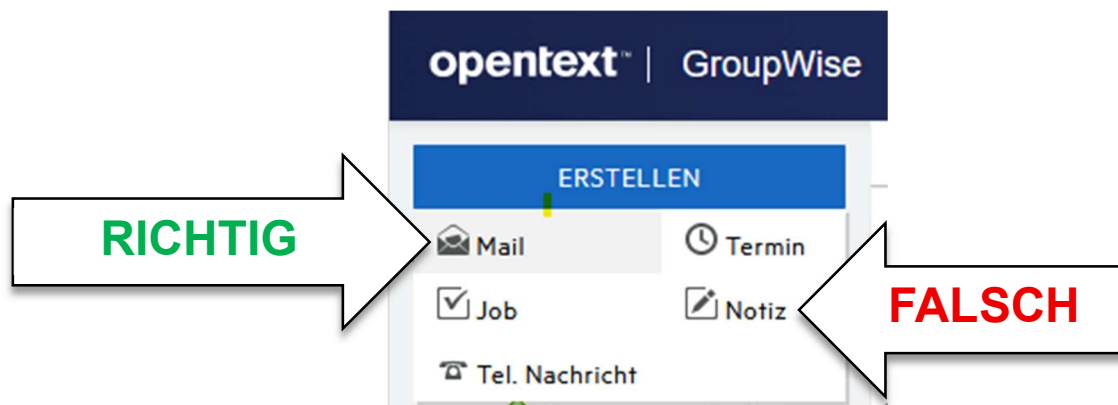 opentext™ | GroupWise
ERSTELLEN
RICHTIG
Mail
Termin
Job
Notiz
FALSCH
Tel. Nachricht